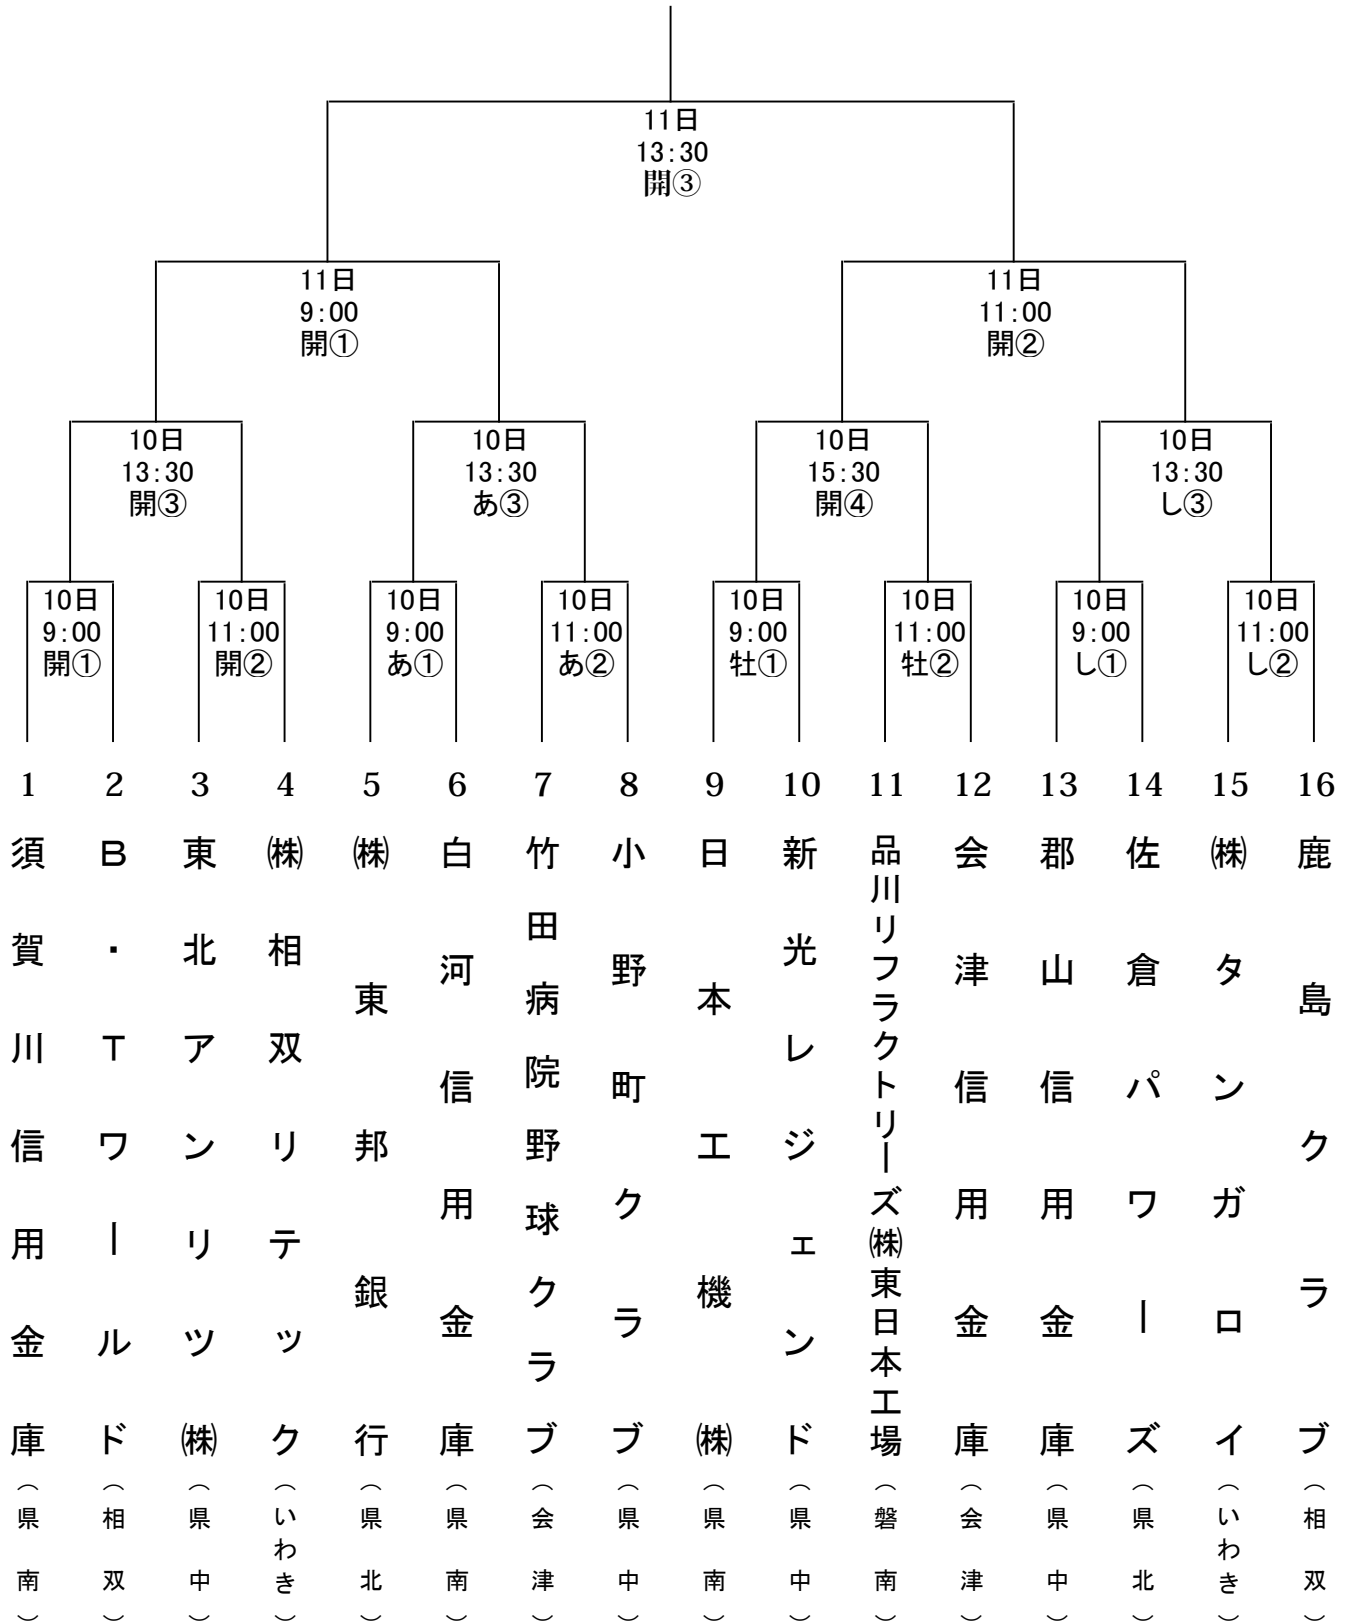 11日
13:30
開③
11日
9:00
開①
11日
11:00
開②
10日
13:30
開③
10日
13:30
あ③
10日
15:30
開④
10日
13:30
し③
10日
9:00
開①
10日
11:00
開②
10日
9:00
あ①
10日
11:00
あ②
10日
9:00
牡①
10日
11:00
牡②
10日
9:00
し①
10日
11:00
し②
1
須賀川信用金庫
(県南)
2
B・Tワールド
(相双)
3
東北アンリツ㈱
(県中)
4
㈱相双リテック
(いわき)
5
㈱東邦銀行
(県北)
6
白河信用金庫
(県南)
7
竹田病院野球クラブ
(会津)
8
小野町クラブ
(県中)
9
日本工機㈱
(県南)
10
新光レジェンド
(県中)
11
品川リフラクトリーズ㈱東日本工場
(磐南)
12
会津信用金庫
(会津)
13
郡山信用金庫
(県中)
14
佐倉パワーズ
(県北)
15
㈱タンガロイ
(いわき)
16
鹿島クラブ
(相双)